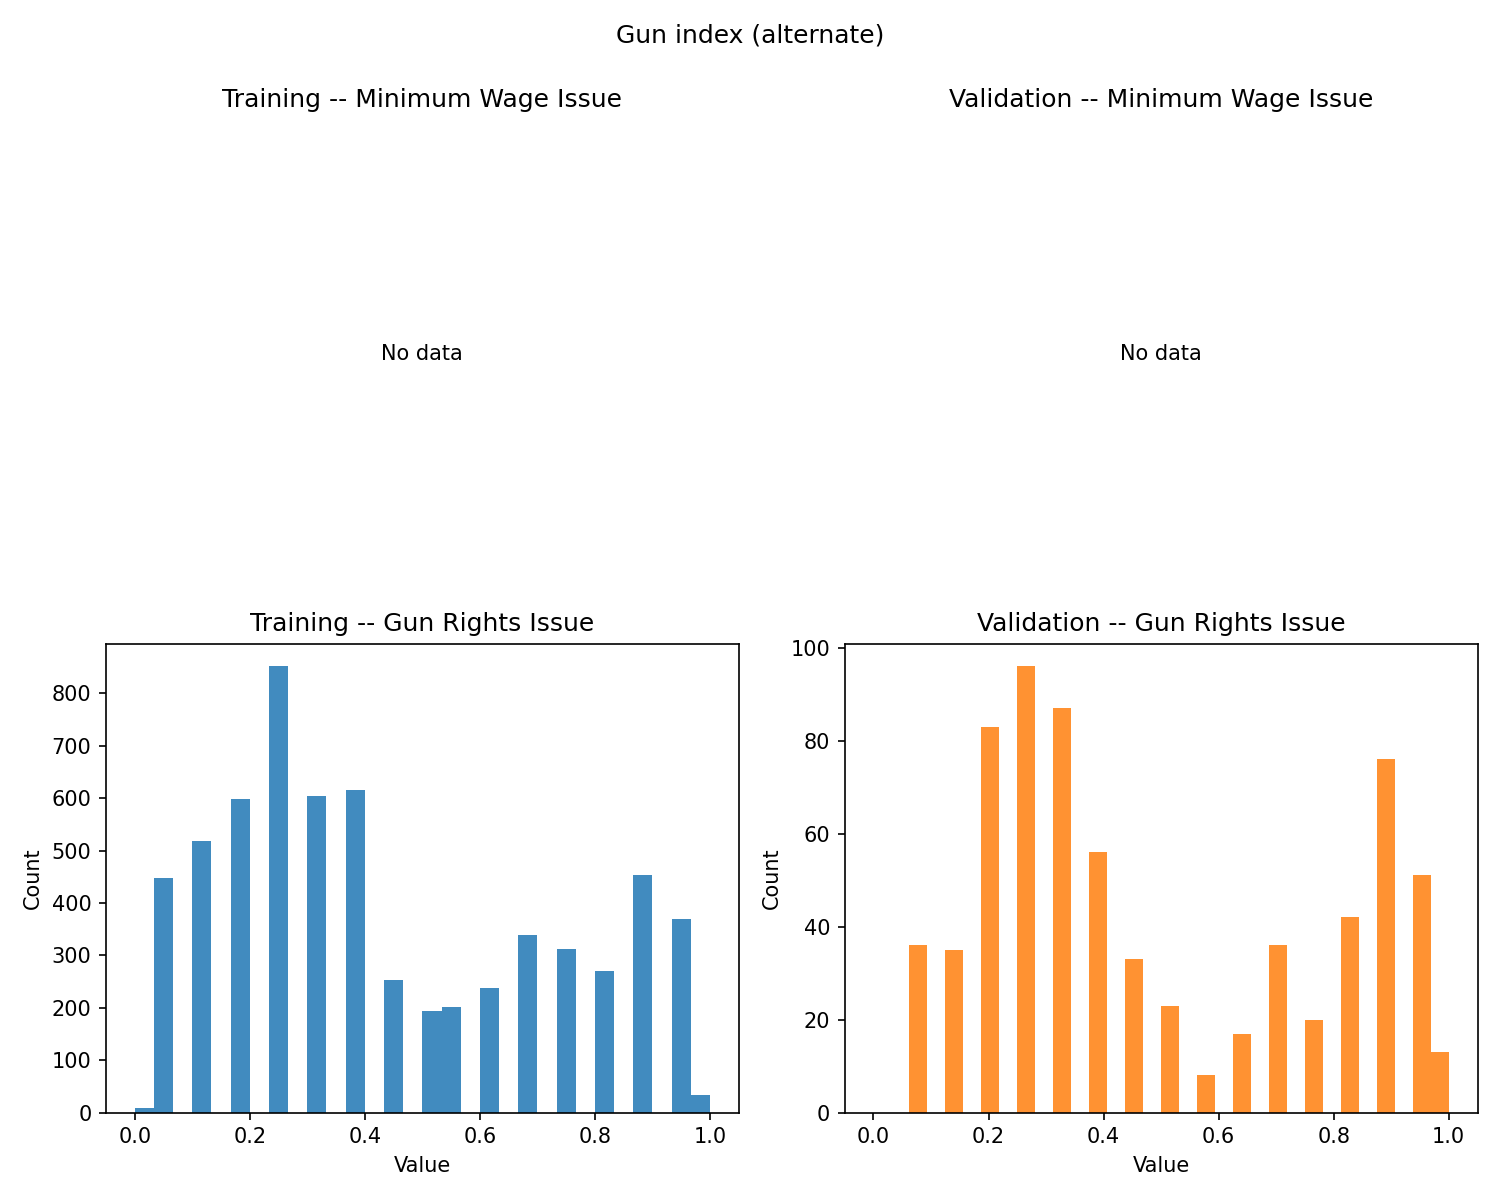 Gun index (alternate)
Training -- Minimum Wage Issue
Validation -- Minimum Wage Issue
No data
No data
Training -- Gun Rights Issue
Validation -- Gun Rights Issue
Count
800
700
600
500
400
300
200
100
0
0.0 0.2 0.4 0.6 0.8 1.0
Value
Count
100
80
60
40
20
0
0.0 0.2 0.4 0.6 0.8 1.0
Value